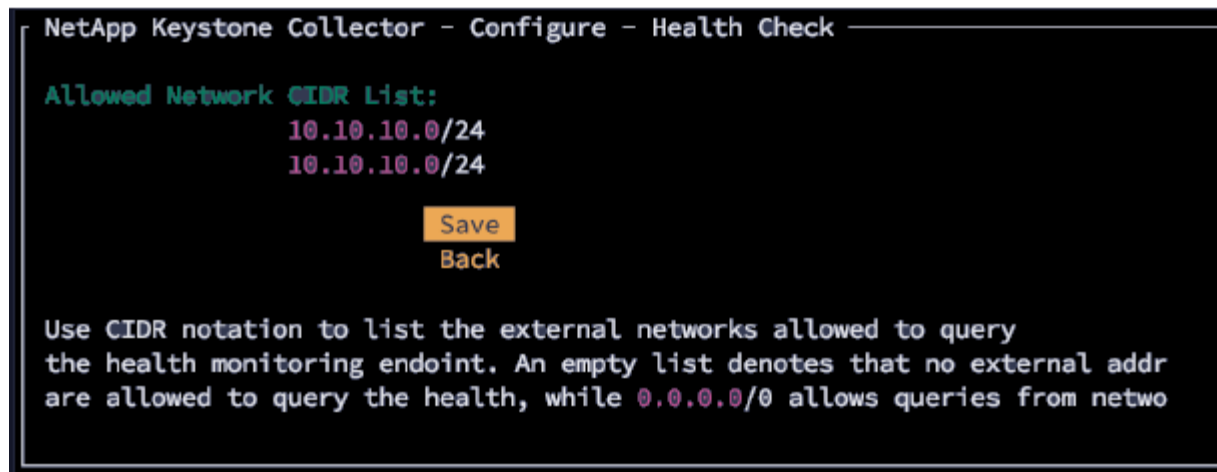 NetApp Keystone Collector - Configure - Health Check
Allowed Network CIDR List:
10.10.10.0/24
10.10.10.0/24
Save
Back
Use CIDR notation to list the external networks allowed to query
the health monitoring endoint. An empty list denotes that no external addr
are allowed to query the health, while 0.0.0.0/0 allows queries from netwo